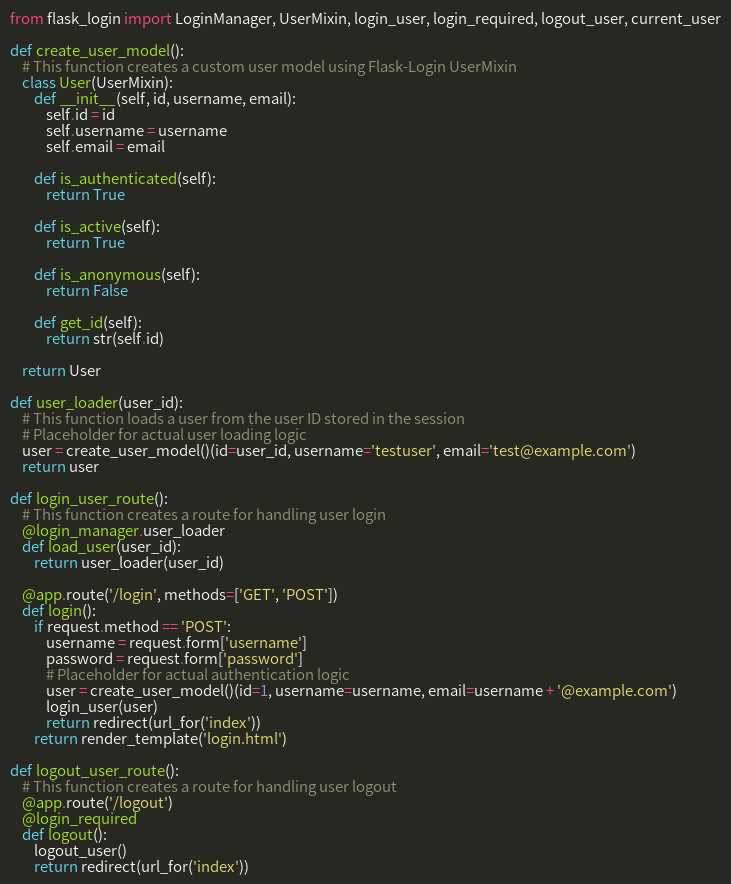 from flask_login import LoginManager, UserMixin, login_user, login_required, logout_user, current_user

def create_user_model():
    # This function creates a custom user model using Flask-Login UserMixin
    class User(UserMixin):
        def __init__(self, id, username, email):
            self.id = id
            self.username = username
            self.email = email

        def is_authenticated(self):
            return True

        def is_active(self):
            return True

        def is_anonymous(self):
            return False

        def get_id(self):
            return str(self.id)

    return User

def user_loader(user_id):
    # This function loads a user from the user ID stored in the session
    # Placeholder for actual user loading logic
    user = create_user_model()(id=user_id, username='testuser', email='test@example.com')
    return user

def login_user_route():
    # This function creates a route for handling user login
    @login_manager.user_loader
    def load_user(user_id):
        return user_loader(user_id)

    @app.route('/login', methods=['GET', 'POST'])
    def login():
        if request.method == 'POST':
            username = request.form['username']
            password = request.form['password']
            # Placeholder for actual authentication logic
            user = create_user_model()(id=1, username=username, email=username + '@example.com')
            login_user(user)
            return redirect(url_for('index'))
        return render_template('login.html')

def logout_user_route():
    # This function creates a route for handling user logout
    @app.route('/logout')
    @login_required
    def logout():
        logout_user()
        return redirect(url_for('index'))